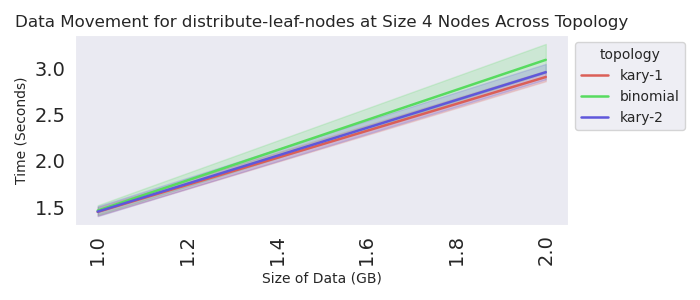 Data Movement for distribute-leaf-nodes at Size 4 Nodes Across Topology
Time (Seconds)
3.0
2.5
2.0
1.5
1.0
1.2
1.4
1.6
1.8
2.0
Size of Data (GB)
topology
kary-1
binomial
kary-2